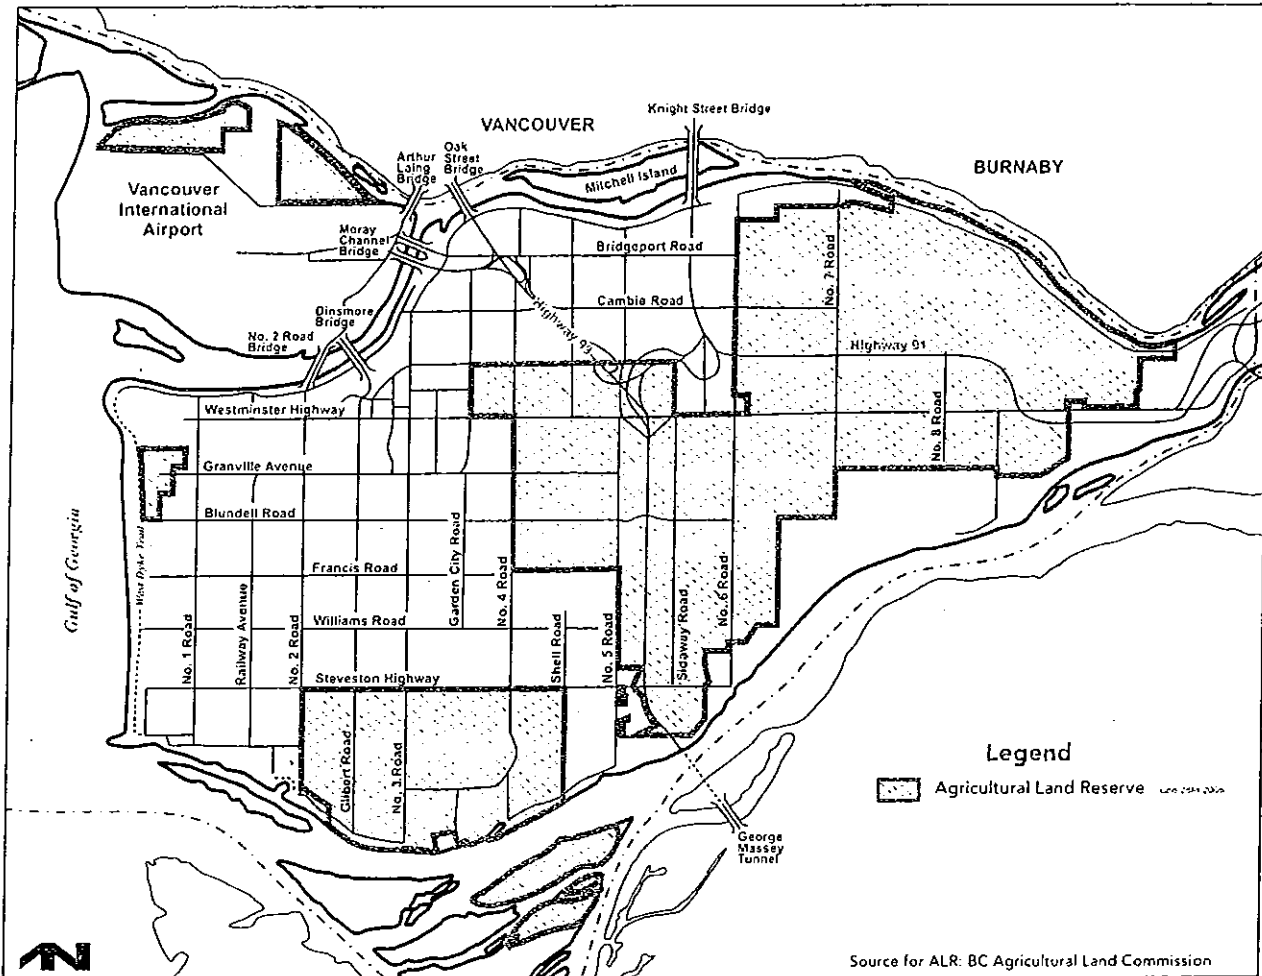 Knight Street Bridge
VANCOUVER
BURNABY
Arthur
Laing
Bridge
Oak
Street
Bridge
Mitchell Island
Vancouver
International
Airport
Moray
Channel
Bridge
Bridgeport Road
No. 7 Road
Cambie Road
Dinsmore
Bridge
No. 2 Road
Bridge
Highway 99
Highway 91
Westminster Highway
No. 8 Road
Granville Avenue
Blundell Road
Gulf of Georgia
West Dyke Trail
Francis Road
Garden City Road
No. 4 Road
Williams Road
No. 1 Road
Railway Avenue
No. 2 Road
Shell Road
No. 5 Road
Sidaway Road
No. 6 Road
Steveston Highway
Gilbert Road
No. 3 Road
Legend
Agricultural Land Reserve
George
Massey
Tunnel
N
Source for ALR: BC Agricultural Land Commission